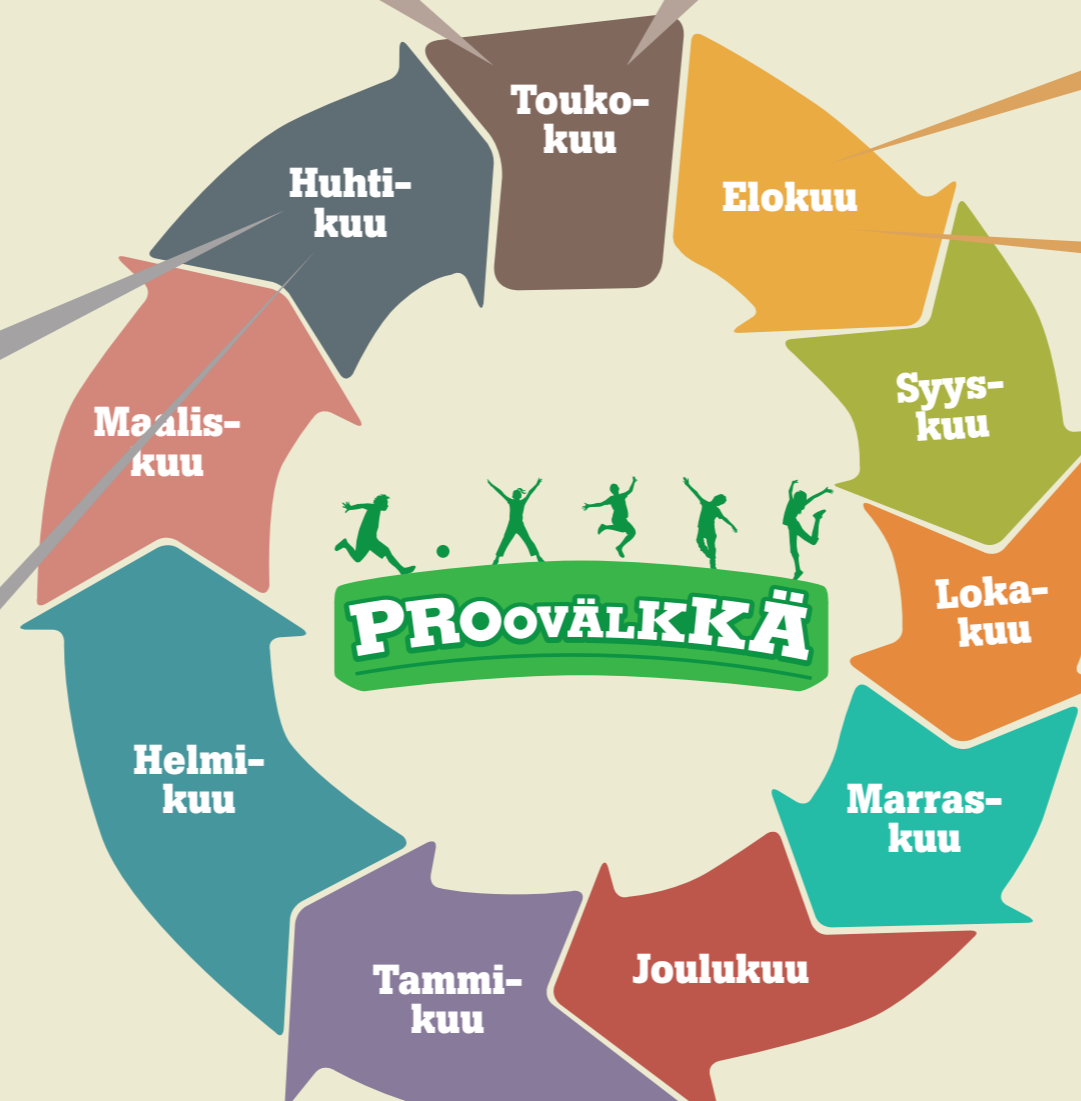 Touko-
kuu
Elokuu
Syys-
kuu
Loka-
kuu
Marras-
kuu
Joulukuu
Tammi-
kuu
Helmi-
kuu
Maalis-
kuu
Huhti-
kuu
PROOVÄLKKÄ